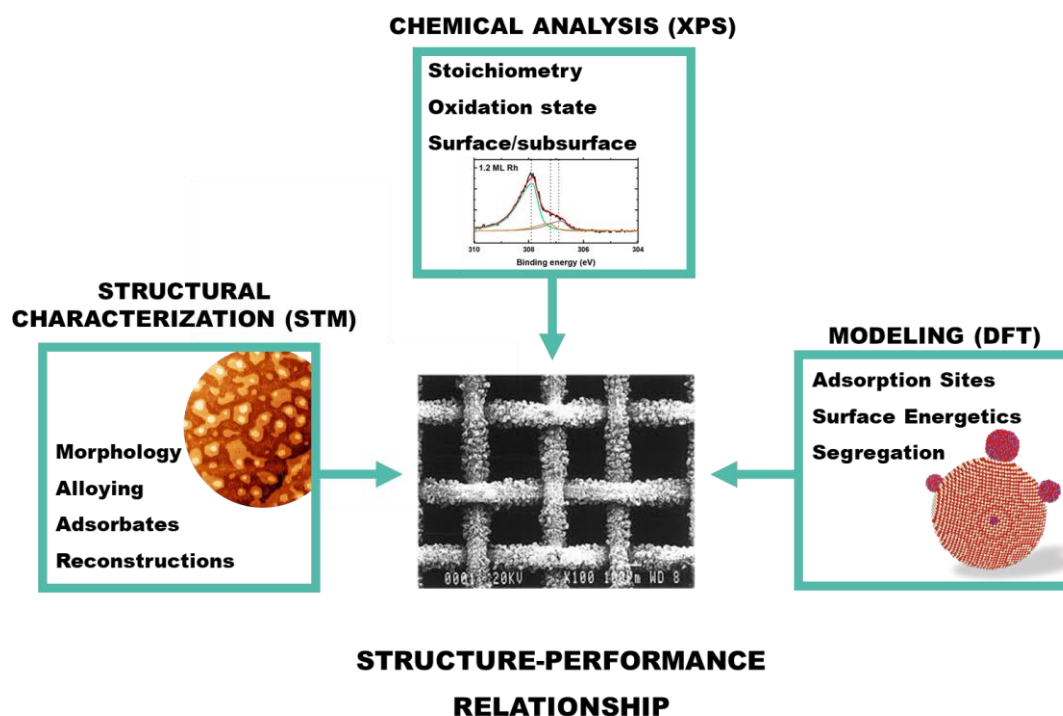 CHEMICAL ANALYSIS (XPS)
Stoichiometry
Oxidation state
Surface/subsurface
1.2 ML Rh
310 308 306 304
Binding energy (eV)
STRUCTURAL
CHARACTERIZATION (STM)
Morphology
Alloying
Adsorbates
Reconstructions
MODELING (DFT)
Adsorption Sites
Surface Energetics
Segregation
20KV X100 WD 8
STRUCTURE-PERFORMANCE
RELATIONSHIP